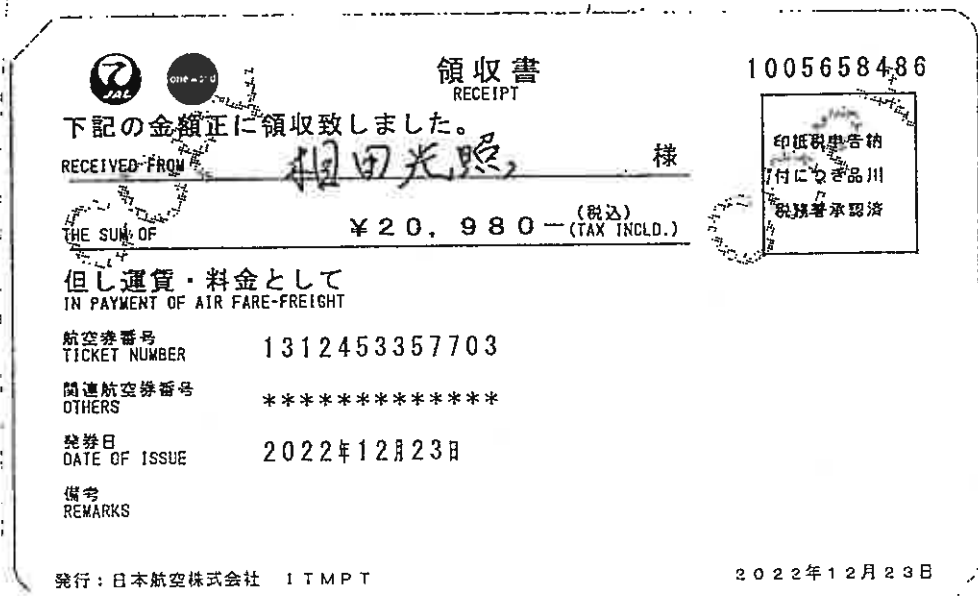 JAL
oneworld
領収書
RECEIPT
1005658486
下記の金額正に領収致しました。
RECEIVED FROM 相田光照 様
THE SUM OF ¥20,980-(税込)(TAX INCLD.)
印紙税申告納
付につき品川
税務署承認済
但し運賃・料金として
IN PAYMENT OF AIR FARE-FREIGHT
航空券番号
TICKET NUMBER 1312453357703
関連航空券番号
OTHERS *************
発券日
DATE OF ISSUE 2022年12月23日
備考
REMARKS
発行：日本航空株式会社 ITMPT
2022年12月23日